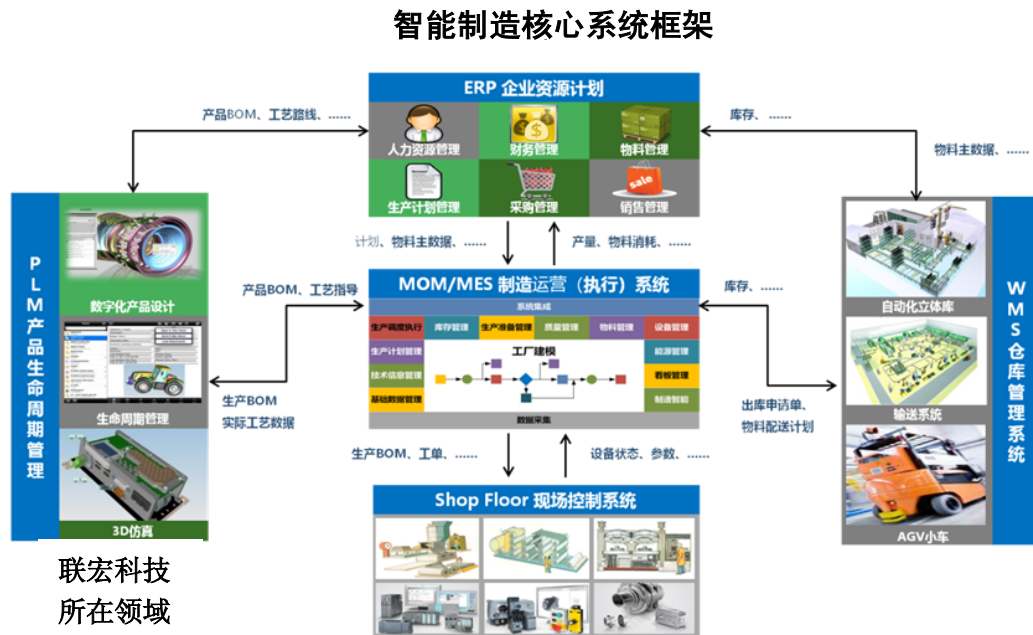 智能制造核心系统框架
ERP 企业资源计划
产品BOM、工艺路线、……
库存、……
人力资源管理
财务管理
物料管理
物料主数据、……
sale
生产计划管理
采购管理
销售管理
计划、物料主数据、……
产量、物料消耗、……
PLM产品生命周期管理
数字化产品设计
生命周期管理
3D仿真
WMS仓库管理系统
自动化立体库
输送系统
AGV小车
产品BOM、工艺指导
MOM/MES 制造运营（执行）系统
库存、……
系统集成
生产调度执行
库存管理
生产准备管理
质量管理
物料管理
设备管理
生产计划管理
工厂建模
能源管理
技术信息管理
看板管理
基础数据管理
制造智能
数据采集
生产BOM
实际工艺数据
出库申请单、
物料配送计划
生产BOM、工单、……
设备状态、参数、……
Shop Floor 现场控制系统
联宏科技
所在领域